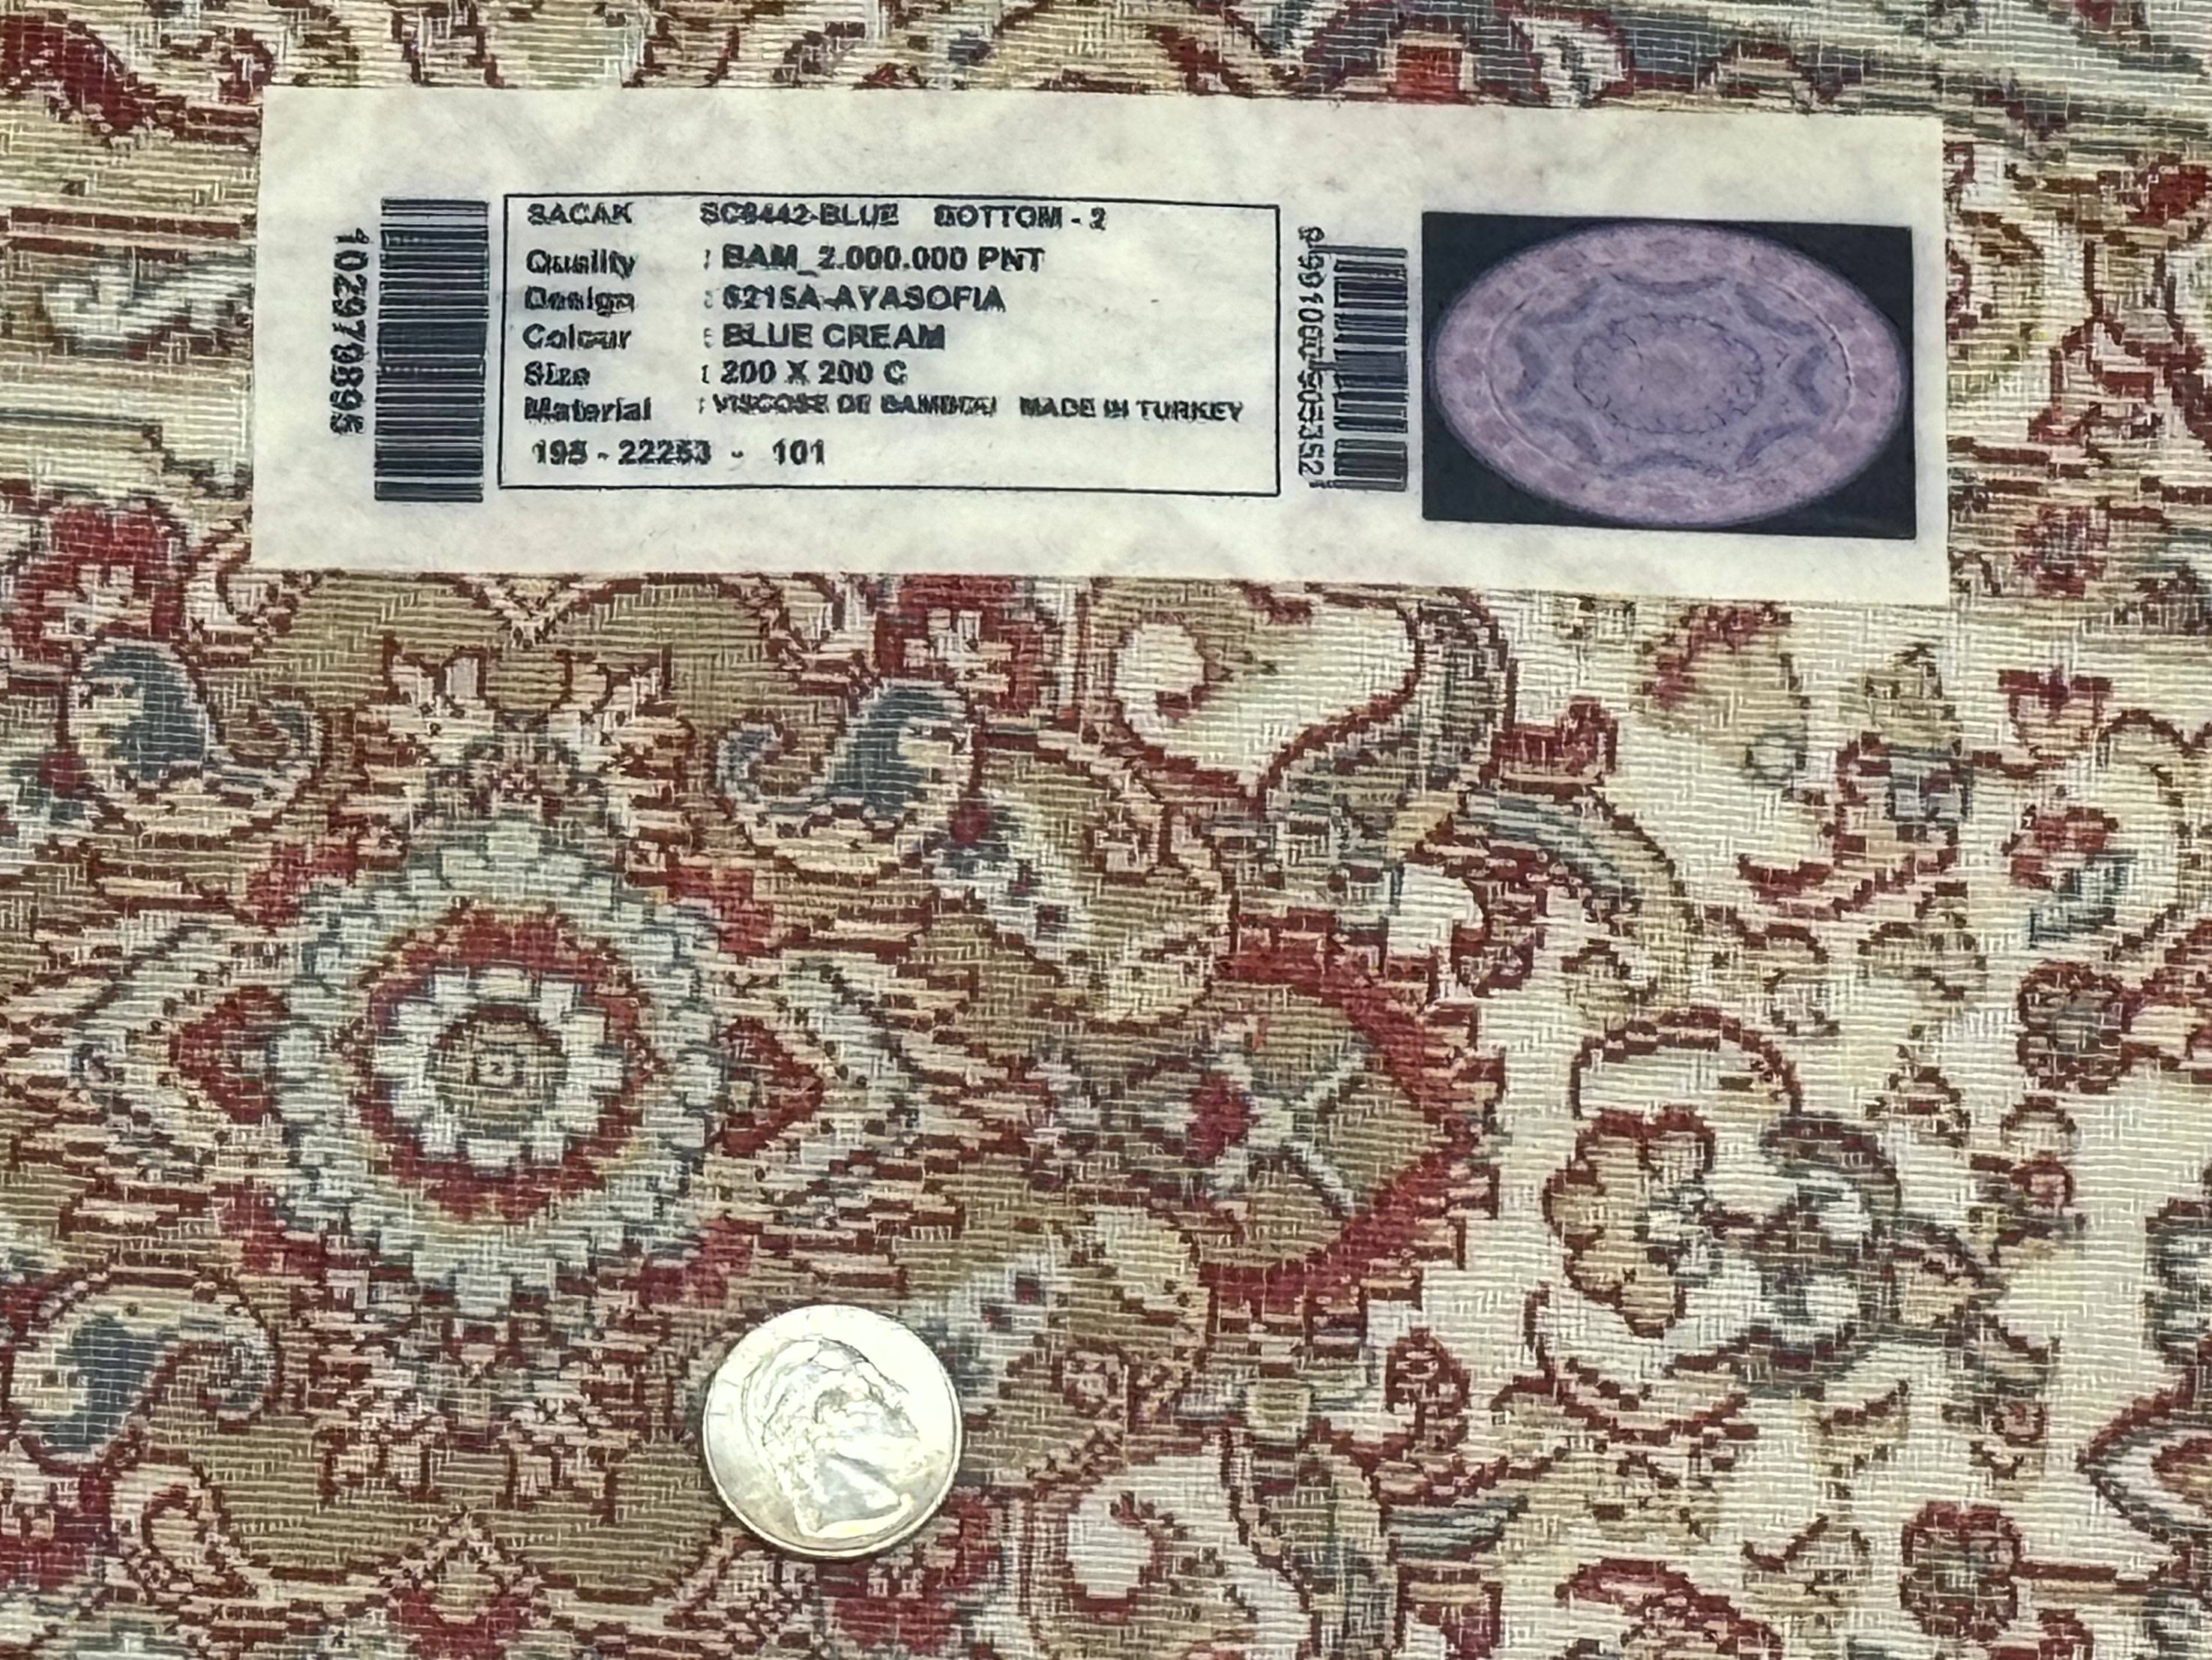 SACAK SC8442-BLUE BOTTOM - 2
Quality : BAM_2.000.000 PNT
Design : 6215A-AYASOFIA
Colour : BLUE CREAM
Size : 200 X 200 C
Material : VISCOSE DE BAMBOO MADE IN TURKEY
195 - 22253 - 101